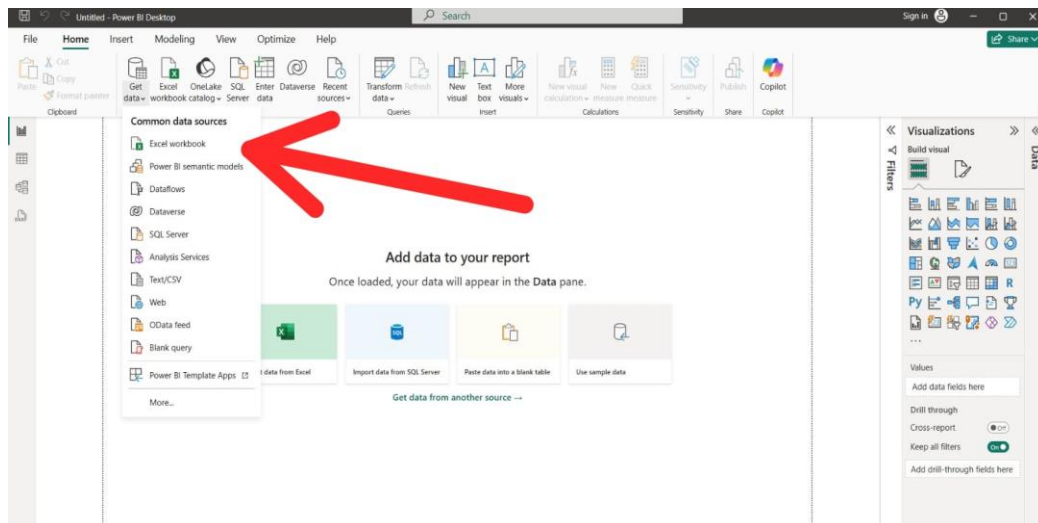 Untitled - Power BI Desktop
Search
Sign in
File Home Insert Modeling View Optimize Help
Share
Paste
Cut
Copy
Format painter
Clipboard
Get data
Excel workbook
OneLake catalog
SQL Server
Enter data
Dataverse
Recent sources
Transform data
Refresh
Queries
New visual
Text box
More visuals
Insert
New visual calculation
New measure
Quick measure
Calculations
Sensitivity
Sensitivity
Publish
Share
Copilot
Copilot
Common data sources
Excel workbook
Power BI semantic models
Dataflows
Dataverse
SQL Server
Analysis Services
Text/CSV
Web
OData feed
Blank query
Power BI Template Apps
More...
Add data to your report
Once loaded, your data will appear in the Data pane.
data from Excel
SQL
Import data from SQL Server
Paste data into a blank table
Use sample data
Get data from another source →
Filters
Visualizations
Build visual
R
Py
...
Values
Add data fields here
Drill through
Cross-report
Off
Keep all filters
On
Add drill-through fields here
Data